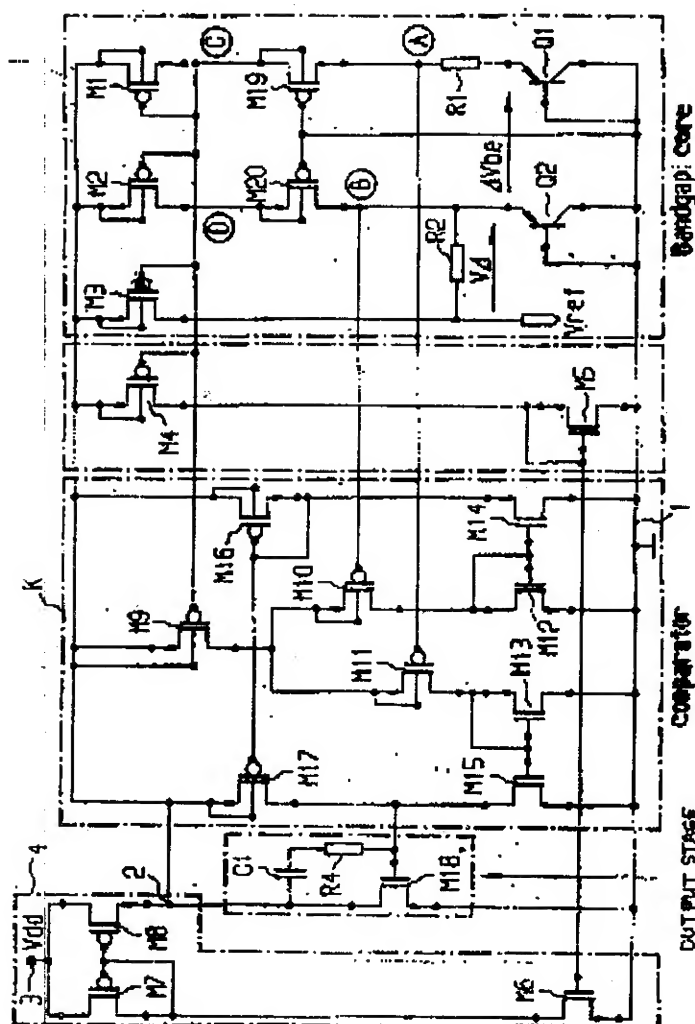 4
3
Vdd
M7
M8
2
C1
R4
M18
M6
OUTPUT STAGE
K
M9
M16
M17
M10
M11
M14
M12
M13
M15
1
Comparator
M4
M5
M1
M2
M3
C
D
M19
M20
B
A
R1
R2
ΔVbe
Vref
Q1
Q2
Bandgap core